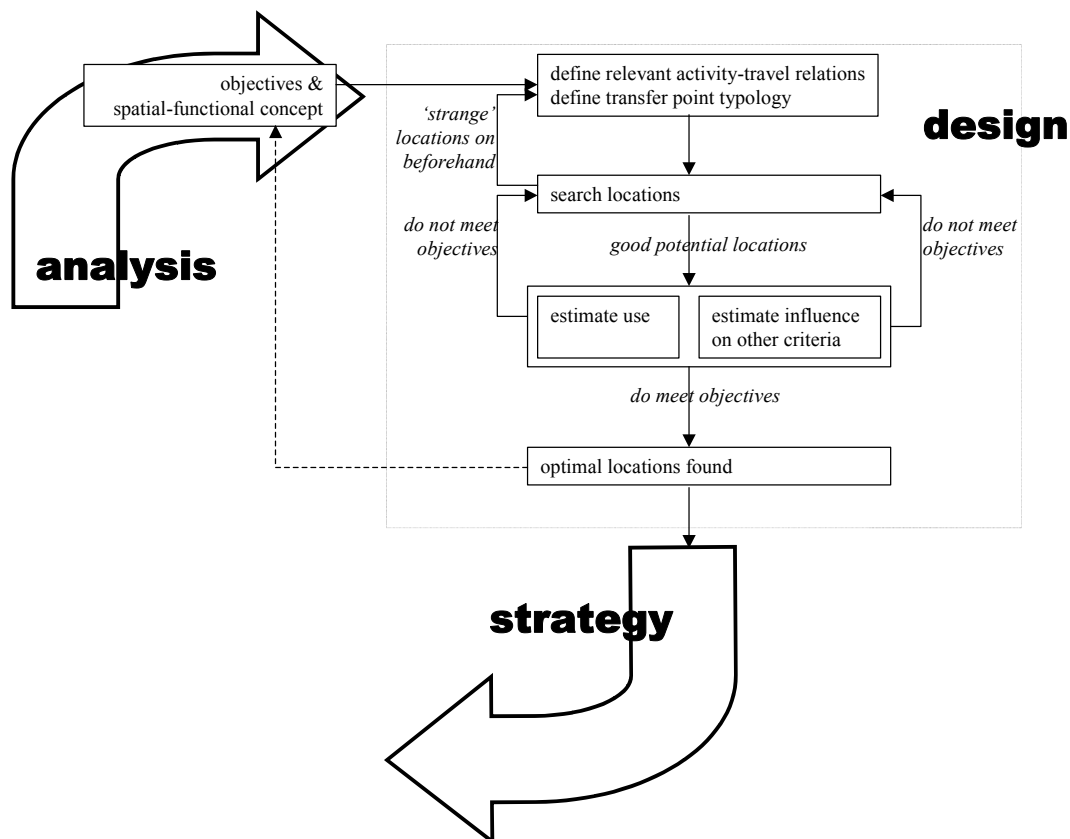 objectives &
spatial-functional concept
define relevant activity-travel relations
define transfer point typology
‘strange’
locations on
beforehand
design
search locations
do not meet
objectives
good potential locations
do not meet
objectives
analysis
estimate use
estimate influence
on other criteria
do meet objectives
optimal locations found
strategy